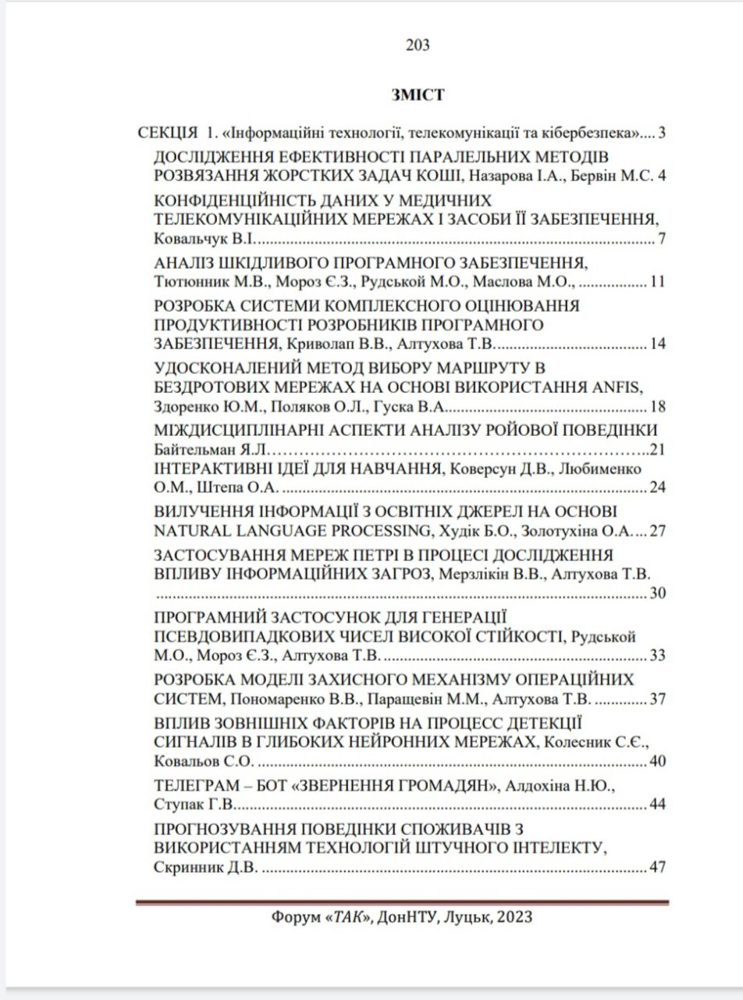 203
ЗМІСТ
СЕКЦІЯ 1. «Інформаційні технології, телекомунікації та кібербезпека».... 3
ДОСЛІДЖЕННЯ ЕФЕКТИВНОСТІ ПАРАЛЕЛЬНИХ МЕТОДІВ
РОЗВЯЗАННЯ ЖОРСТКИХ ЗАДАЧ КОШІ, Назарова І.А., Бервін М.С. 4
КОНФІДЕНЦІЙНІСТЬ ДАНИХ У МЕДИЧНИХ
ТЕЛЕКОМУНІКАЦІЙНИХ МЕРЕЖАХ І ЗАСОБИ ЇЇ ЗАБЕЗПЕЧЕННЯ,
Ковальчук В.І.................................................................................................. 7
АНАЛІЗ ШКІДЛИВОГО ПРОГРАМНОГО ЗАБЕЗПЕЧЕННЯ,
Тютюнник М.В., Мороз Є.З., Рудськой М.О., Маслова М.О., ................. 11
РОЗРОБКА СИСТЕМИ КОМПЛЕКСНОГО ОЦІНЮВАННЯ
ПРОДУКТИВНОСТІ РОЗРОБНИКІВ ПРОГРАМНОГО
ЗАБЕЗПЕЧЕННЯ, Криволап В.В., Алтухова Т.В...................................... 14
УДОСКОНАЛЕНИЙ МЕТОД ВИБОРУ МАРШРУТУ В
БЕЗДРОТОВИХ МЕРЕЖАХ НА ОСНОВІ ВИКОРИСТАННЯ ANFIS,
Здоренко Ю.М., Поляков О.Л., Гуска В.А.................................................. 18
МІЖДИСЦИПЛІНАРНІ АСПЕКТИ АНАЛІЗУ РОЙОВОЇ ПОВЕДІНКИ
Байтельман Я.Л…………………………………………………………..21
ІНТЕРАКТИВНІ ІДЕЇ ДЛЯ НАВЧАННЯ, Коверсун Д.В., Любименко
О.М., Штепа О.А. .......................................................................................... 24
ВИЛУЧЕННЯ ІНФОРМАЦІЇ З ОСВІТНІХ ДЖЕРЕЛ НА ОСНОВІ
NATURAL LANGUAGE PROCESSING, Худік Б.О., Золотухіна О.А.... 27
ЗАСТОСУВАННЯ МЕРЕЖ ПЕТРІ В ПРОЦЕСІ ДОСЛІДЖЕННЯ
ВПЛИВУ ІНФОРМАЦІЙНИХ ЗАГРОЗ, Мерзлікін В.В., Алтухова Т.В.
......................................................................................................................... 30
ПРОГРАМНИЙ ЗАСТОСУНОК ДЛЯ ГЕНЕРАЦІЇ
ПСЕВДОВИПАДКОВИХ ЧИСЕЛ ВИСОКОЇ СТІЙКОСТІ, Рудськой
М.О., Мороз Є.З., Алтухова Т.В. ................................................................. 33
РОЗРОБКА МОДЕЛІ ЗАХИСНОГО МЕХАНІЗМУ ОПЕРАЦІЙНИХ
СИСТЕМ, Пономаренко В.В., Паращевін М.М., Алтухова Т.В. ............. 37
ВПЛИВ ЗОВНІШНІХ ФАКТОРІВ НА ПРОЦЕСС ДЕТЕКЦІЇ
СИГНАЛІВ В ГЛИБОКИХ НЕЙРОННИХ МЕРЕЖАХ, Колесник С.Є.,
Ковальов С.О. ................................................................................................ 40
ТЕЛЕГРАМ – БОТ «ЗВЕРНЕННЯ ГРОМАДЯН», Алдохіна Н.Ю.,
Ступак Г.В...................................................................................................... 44
ПРОГНОЗУВАННЯ ПОВЕДІНКИ СПОЖИВАЧІВ З
ВИКОРИСТАННЯМ ТЕХНОЛОГІЙ ШТУЧНОГО ІНТЕЛЕКТУ,
Скринник Д.В. ............................................................................................... 47
Форум «ТАК», ДонНТУ, Луцьк, 2023